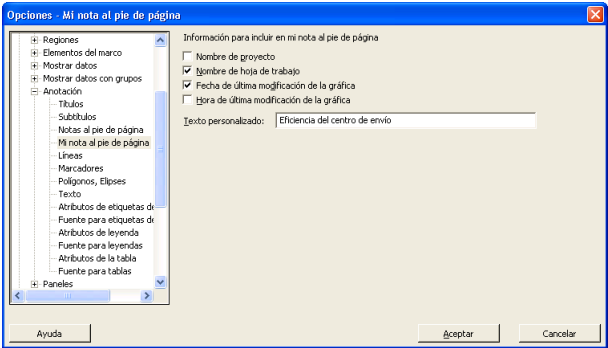 Opciones - Mi nota al pie de página
Regiones
Elementos del marco
Mostrar datos
Mostrar datos con grupos
Anotación
Títulos
Subtítulos
Notas al pie de página
Mi nota al pie de página
Líneas
Marcadores
Polígonos, Elipses
Texto
Atributos de etiquetas de
Fuente para etiquetas de
Atributos de leyenda
Fuente para leyendas
Atributos de la tabla
Fuente para tablas
Paneles
Información para incluir en mi nota al pie de página
Nombre de proyecto
Nombre de hoja de trabajo
Fecha de última modificación de la gráfica
Hora de última modificación de la gráfica
Texto personalizado: Eficiencia del centro de envío
Ayuda Aceptar Cancelar